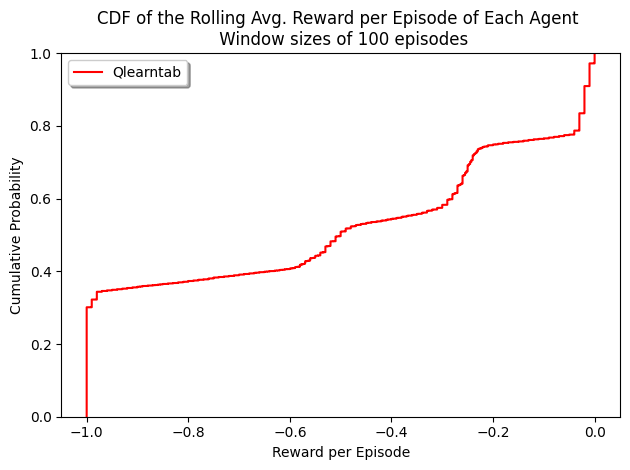 CDF of the Rolling Avg. Reward per Episode of Each Agent
Window sizes of 100 episodes
Qlearntab
1.0
0.8
0.6
0.4
0.2
0.0
Cumulative Probability
−1.0 −0.8 −0.6 −0.4 −0.2 0.0
Reward per Episode